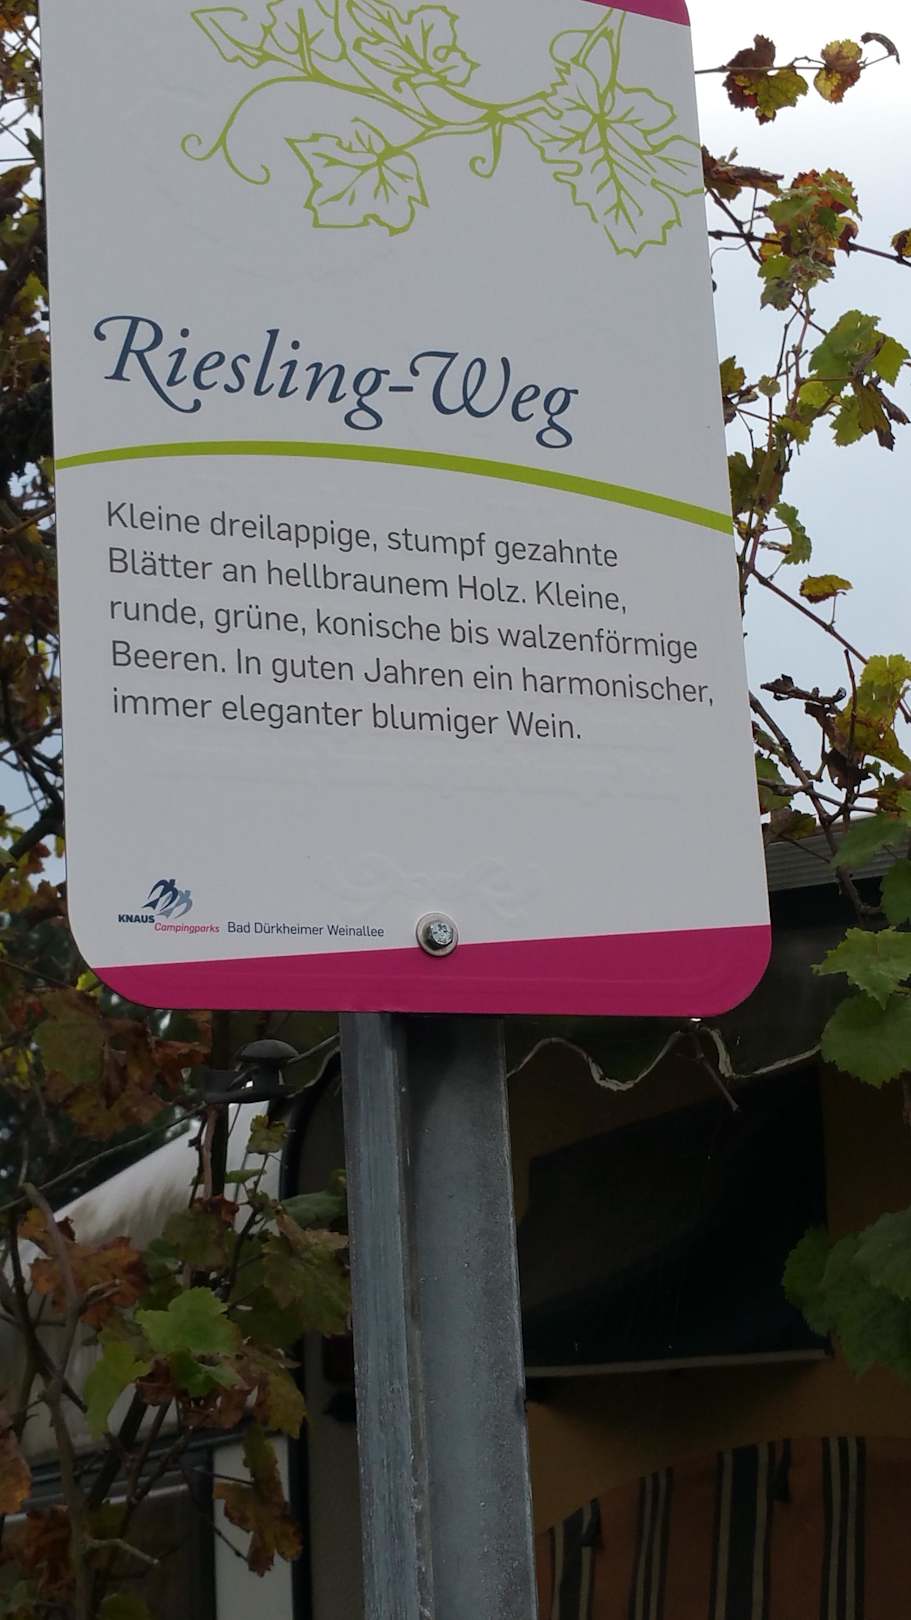 Riesling-Weg
Kleine dreilappige, stumpf gezahnte
Blätter an hellbraunem Holz. Kleine,
runde, grüne, konische bis walzenförmige
Beeren. In guten Jahren ein harmonischer,
immer eleganter blumiger Wein.
KNAUS
Campingparks Bad Dürkheimer Weinallee